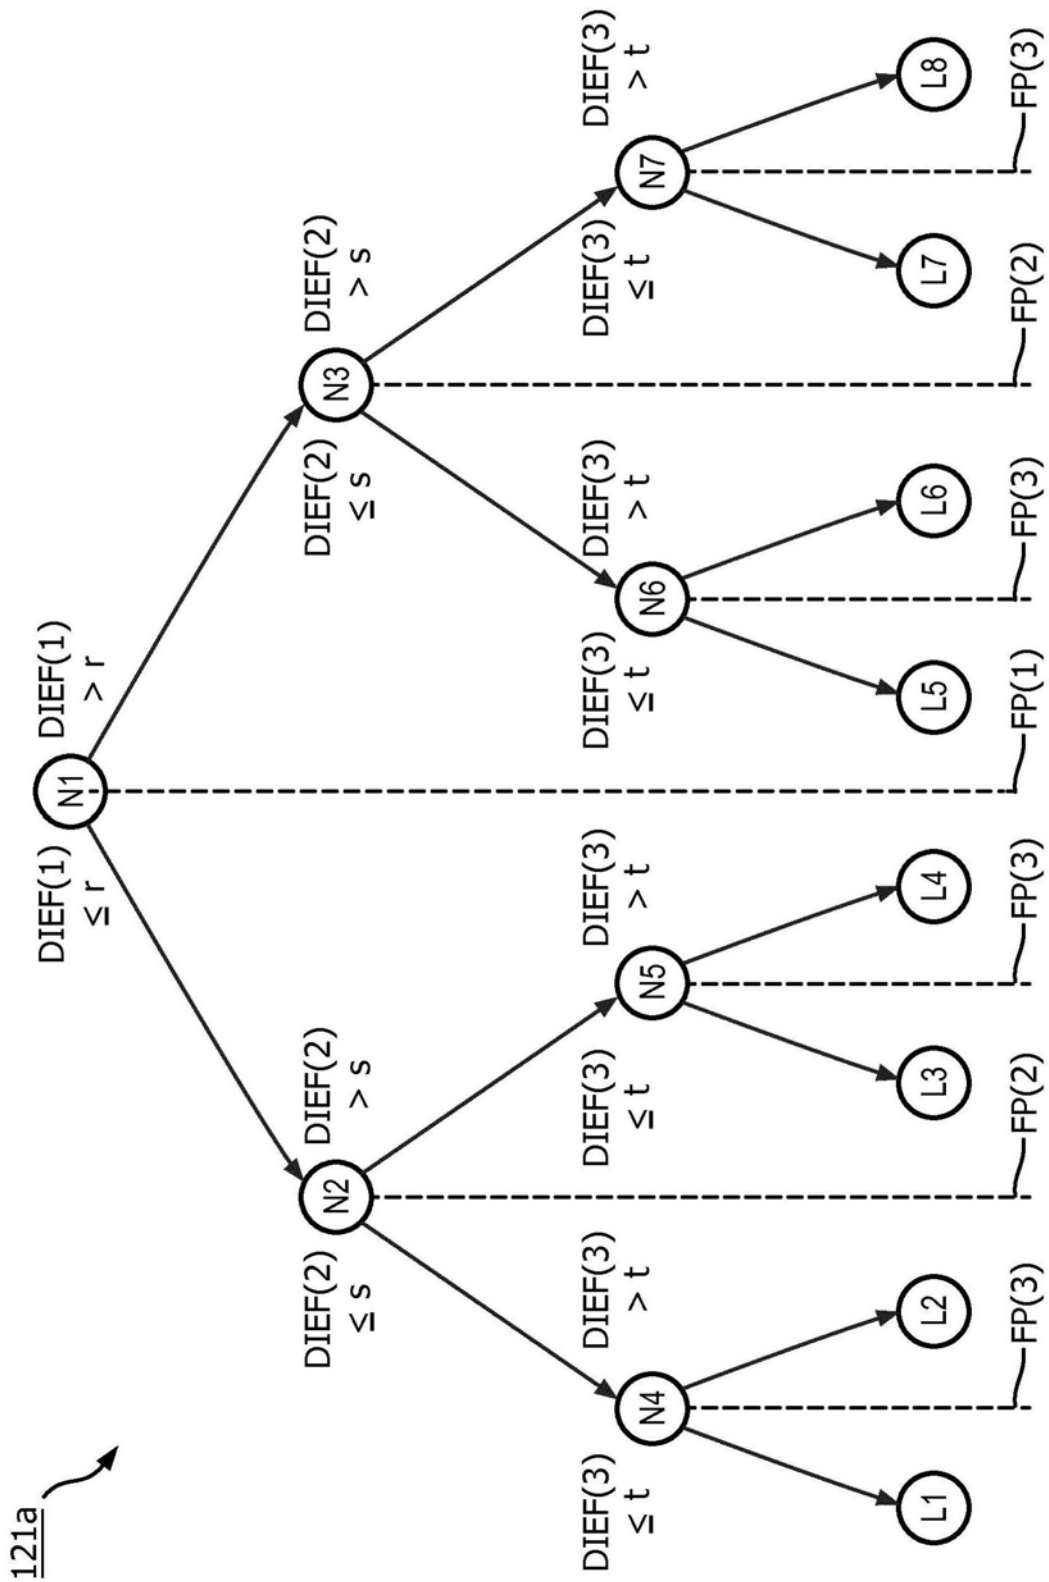 121a
DIEF(1)
≤ r
DIEF(1)
> r
N1
DIEF(2)
≤ s
DIEF(2)
> s
DIEF(2)
≤ s
DIEF(2)
> s
N2
N3
DIEF(3)
≤ t
DIEF(3)
> t
DIEF(3)
≤ t
DIEF(3)
> t
DIEF(3)
≤ t
DIEF(3)
> t
DIEF(3)
≤ t
DIEF(3)
> t
N4
N5
N6
N7
L1
L2
L3
L4
L5
L6
L7
L8
FP(3)
FP(2)
FP(3)
FP(1)
FP(3)
FP(2)
FP(3)